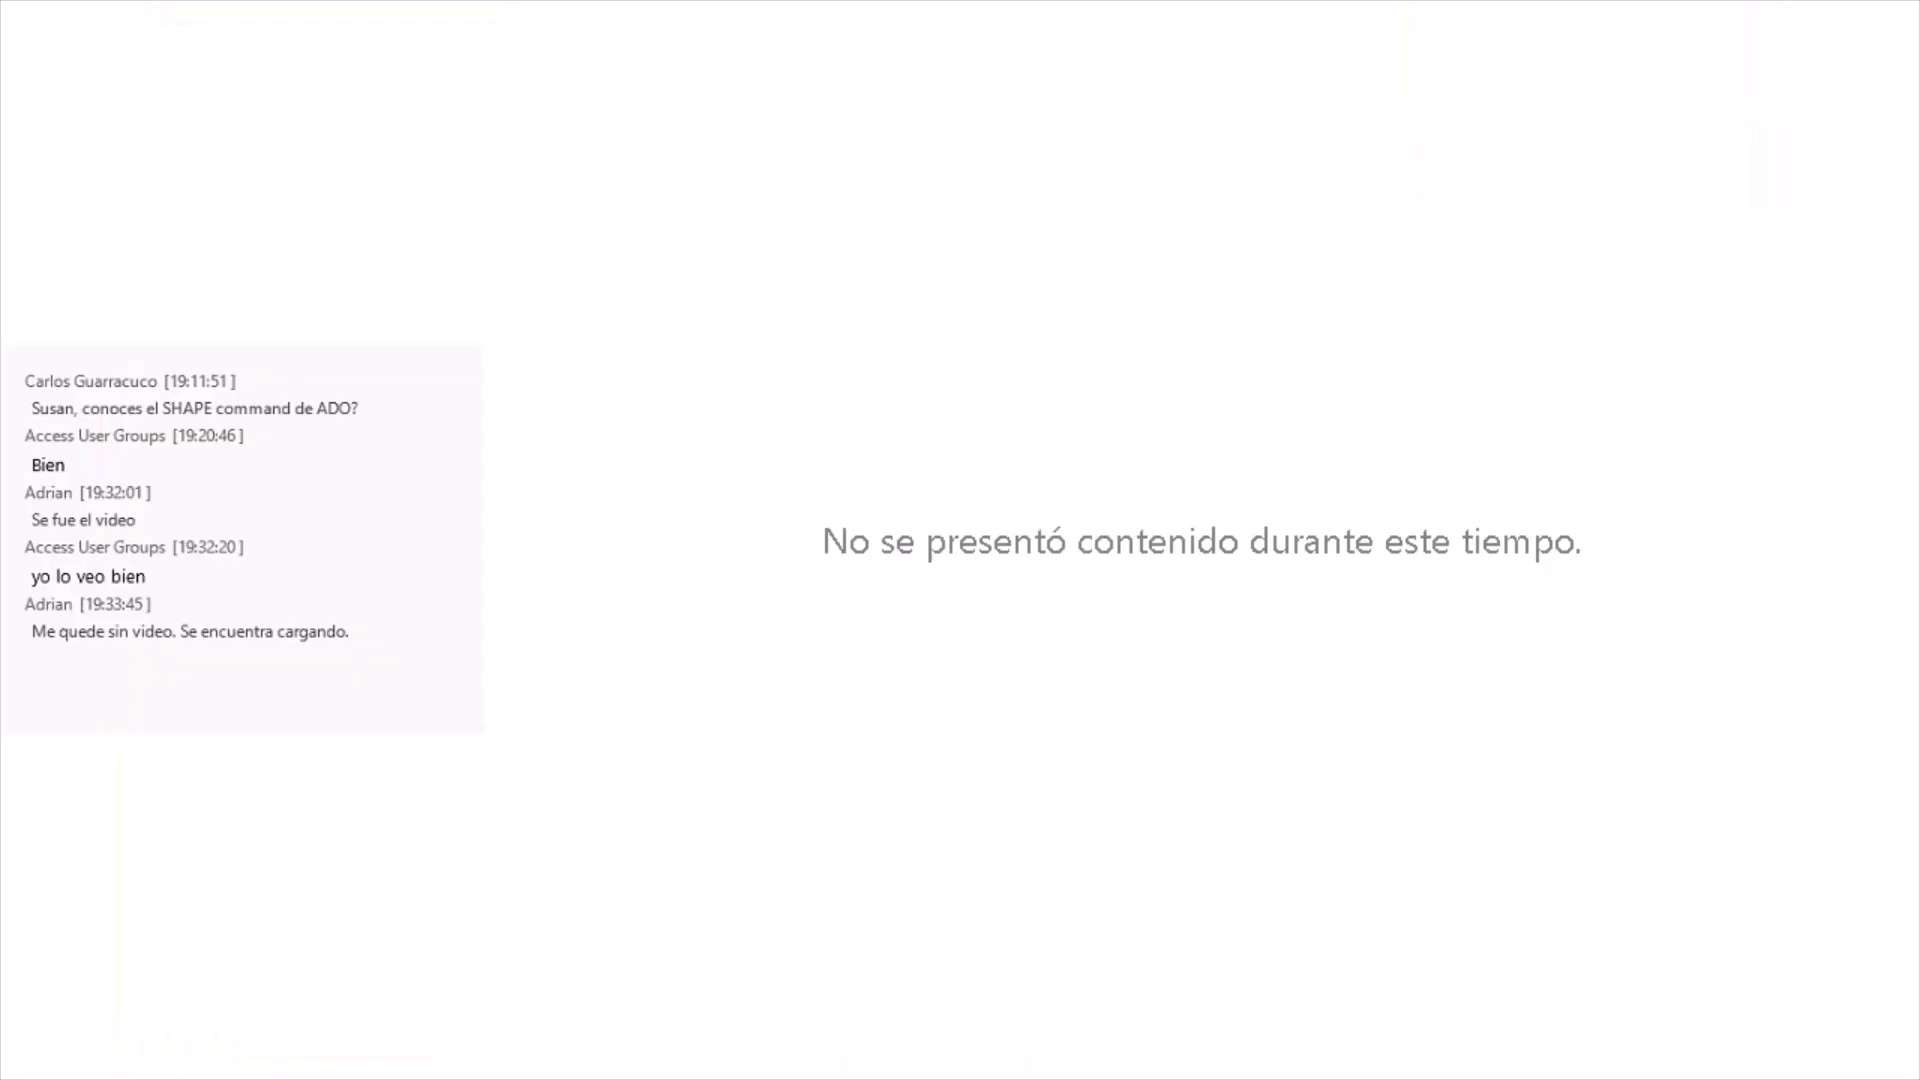 Carlos Guarracuco [19:11:51]
Susan, conoces el SHAPE command de ADO?
Access User Groups [19:20:46]
Bien
Adrian [19:32:01]
Se fue el video
Access User Groups [19:32:20]
yo lo veo bien
Adrian [19:33:45]
Me quede sin video. Se encuentra cargando.
No se presentó contenido durante este tiempo.